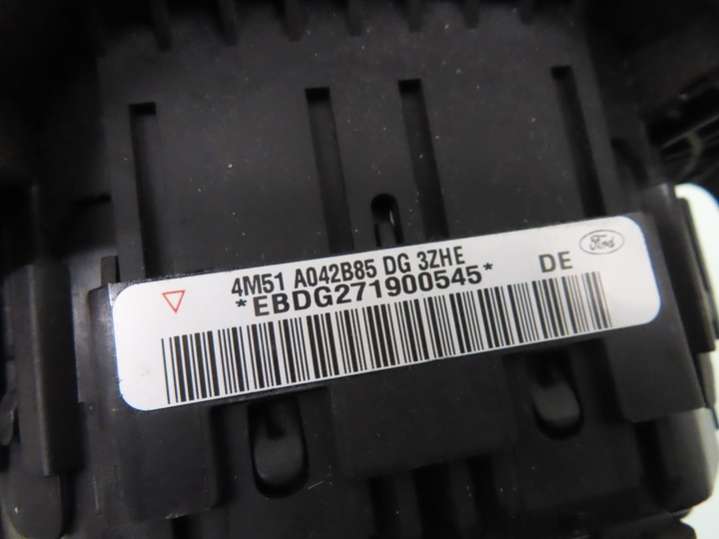 4M51 A042B85 DG 3ZHE
*EBDG271900545*
DE
Ford